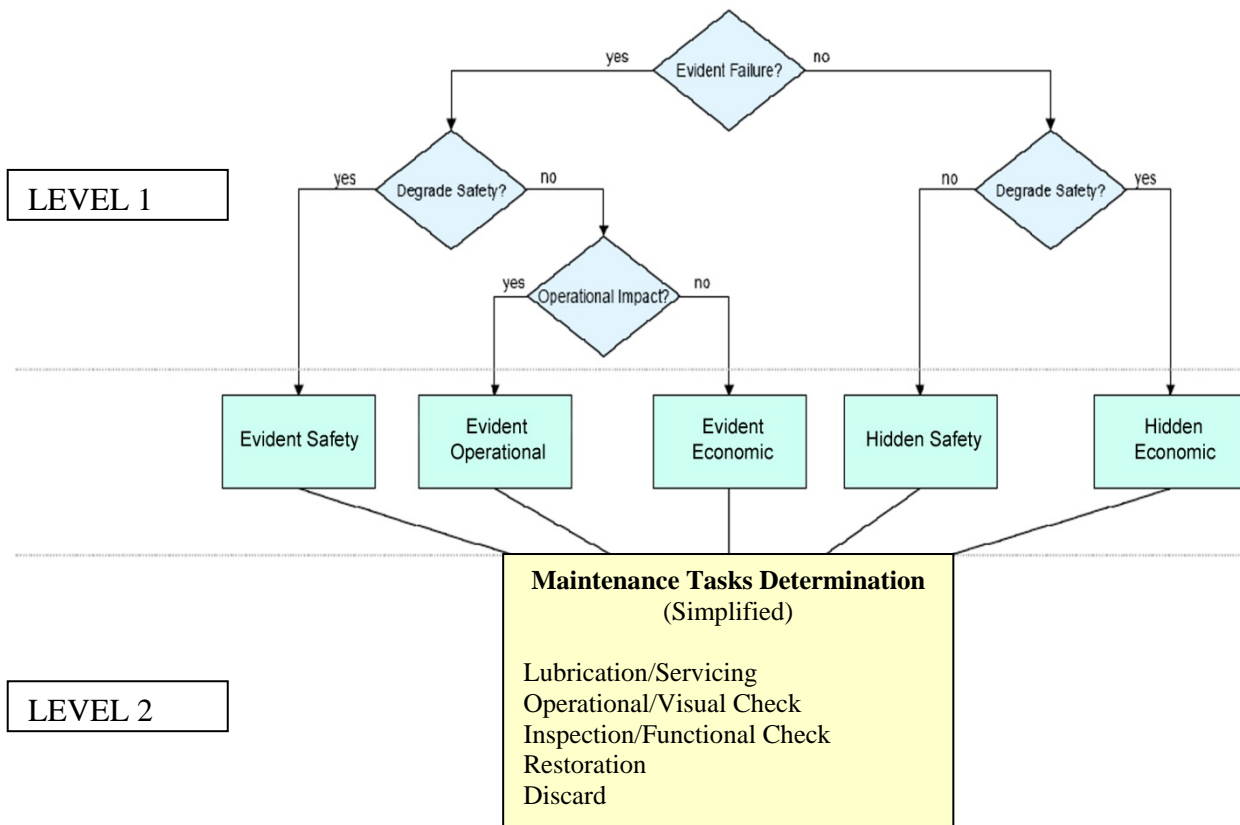 Evident Failure?
yes
no
LEVEL 1
Degrade Safety?
yes
no
Degrade Safety?
no
yes
Operational Impact?
yes
no
Evident Safety
Evident
Operational
Evident
Economic
Hidden Safety
Hidden
Economic
LEVEL 2
Maintenance Tasks Determination
(Simplified)
Lubrication/Servicing
Operational/Visual Check
Inspection/Functional Check
Restoration
Discard